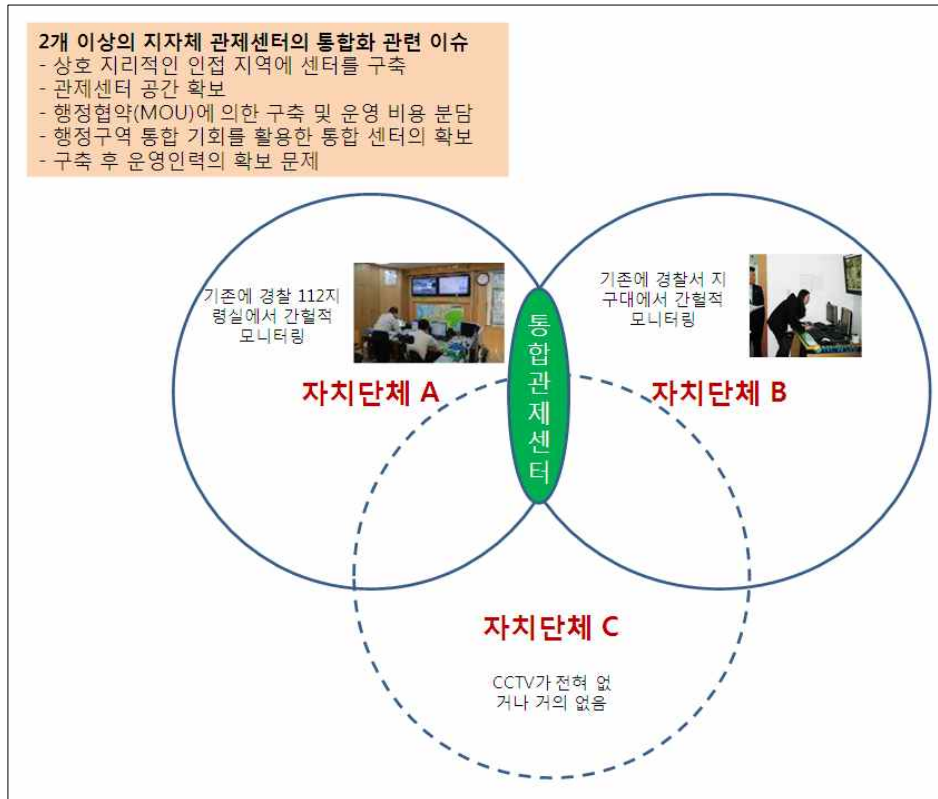 2개 이상의 지자체 관제센터의 통합화 관련 이슈
- 상호 지리적인 인접 지역에 센터를 구축
- 관제센터 공간 확보
- 행정협약(MOU)에 의한 구축 및 운영 비용 분담
- 행정구역 통합 기회를 활용한 통합 센터의 확보
- 구축 후 운영인력의 확보 문제
기존에 경찰 112지
령실에서 간헐적
모니터링
자치단체 A
통합관제센터
기존에 경찰서 지
구대에서 간헐적
모니터링
자치단체 B
자치단체 C
CCTV가 전혀 없
거나 거의 없음